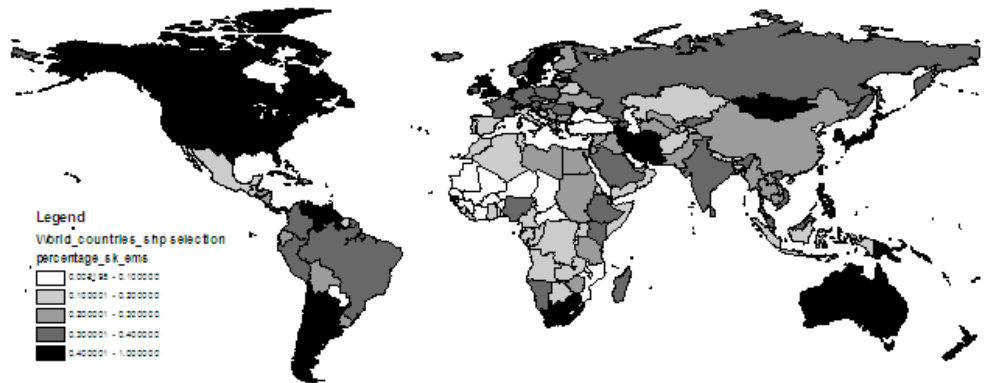 Legend
World_countries_shp selection
percentage_sk_ems
0.100001 - 0.200000
0.200001 - 0.300000
0.300001 - 0.400000
0.400001 - 1.000000